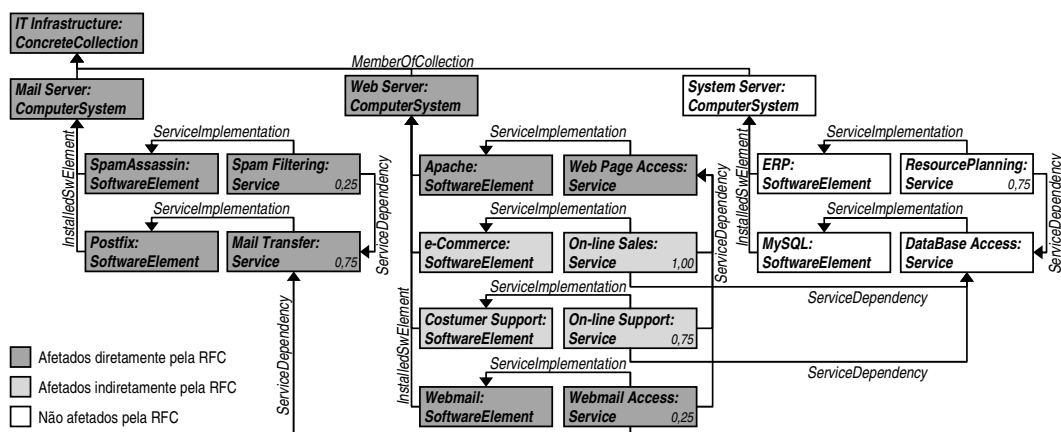 IT Infrastructure:
ConcreteCollection
MemberOfCollection
Mail Server:
ComputerSystem
Web Server:
ComputerSystem
System Server:
ComputerSystem
InstalledSwElement
ServiceImplementation
SpamAssassin:
SoftwareElement
Spam Filtering:
Service
0,25
ServiceImplementation
Postfix:
SoftwareElement
Mail Transfer:
Service
0,75
ServiceDependency
ServiceDependency
InstalledSwElement
ServiceImplementation
Apache:
SoftwareElement
Web Page Access:
Service
ServiceImplementation
e-Commerce:
SoftwareElement
On-line Sales:
Service
1,00
ServiceImplementation
Costumer Support:
SoftwareElement
On-line Support:
Service
0,75
ServiceImplementation
Webmail:
SoftwareElement
Webmail Access:
Service
0,25
ServiceDependency
InstalledSwElement
ServiceImplementation
ERP:
SoftwareElement
ResourcePlanning:
Service
0,75
ServiceImplementation
MySQL:
SoftwareElement
DataBase Access:
Service
ServiceDependency
ServiceDependency
ServiceDependency
Afetados diretamente pela RFC
Afetados indiretamente pela RFC
Não afetados pela RFC